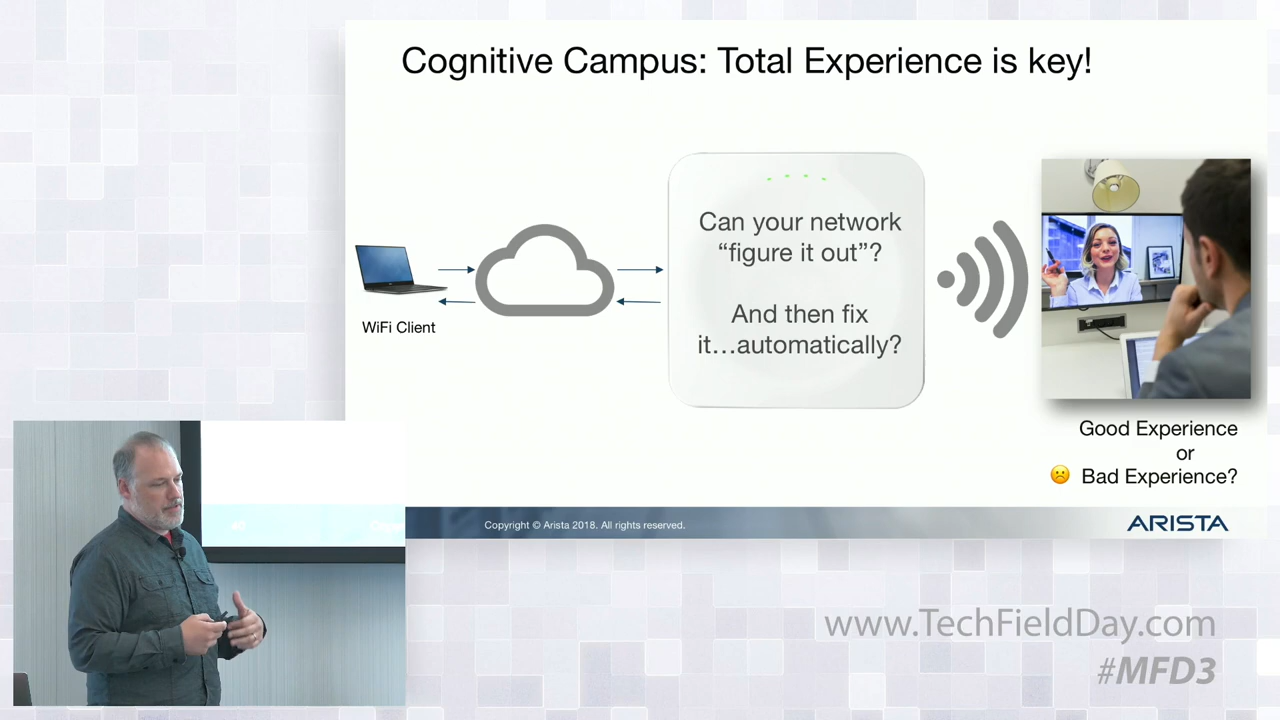 Cognitive Campus: Total Experience is key!
Can your network
“figure it out”?
And then fix
it…automatically?
WiFi Client
Good Experience
or
Bad Experience?
Copyright © Arista 2018. All rights reserved.
ARISTA
www.TechFieldDay.com
#MFD3